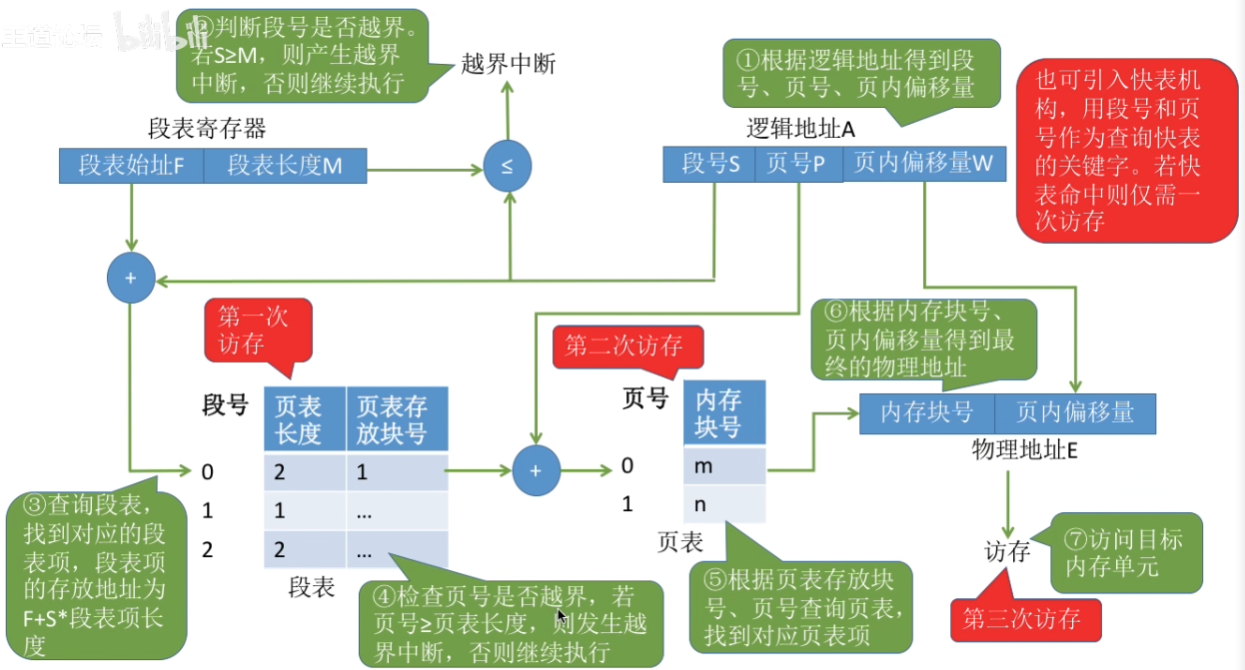 王道论坛 bilibili
②判断段号是否越界。
若S≥M，则产生越界
中断，否则继续执行
越界中断
①根据逻辑地址得到段
号、页号、页内偏移量
也可引入快表机
构，用段号和页
号作为查询快表
的关键字。若快
表命中则仅需一
次访存
段表寄存器
段表始址F 段表长度M
≤
逻辑地址A
段号S 页号P 页内偏移量W
+
第一次
访存
第二次访存
⑥根据内存块号、
页内偏移量得到最
终的物理地址
段号
页表
长度
页表存
放块号
0 2 1
1 1 ...
2 2 ...
段表
+
页号
内存
块号
0 m
1 n
页表
内存块号 页内偏移量
物理地址E
③查询段表，
找到对应的段
表项，段表项
的存放地址为
F+S*段表项长
度
④检查页号是否越界，若
页号≥页表长度，则发生越
界中断，否则继续执行
⑤根据页表存放块
号、页号查询页表，
找到对应页表项
访存
⑦访问目标
内存单元
第三次访存